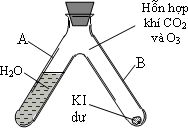 Hỗn hợp
khí CO₂
và O₃
A
H₂O
B
KI
dư